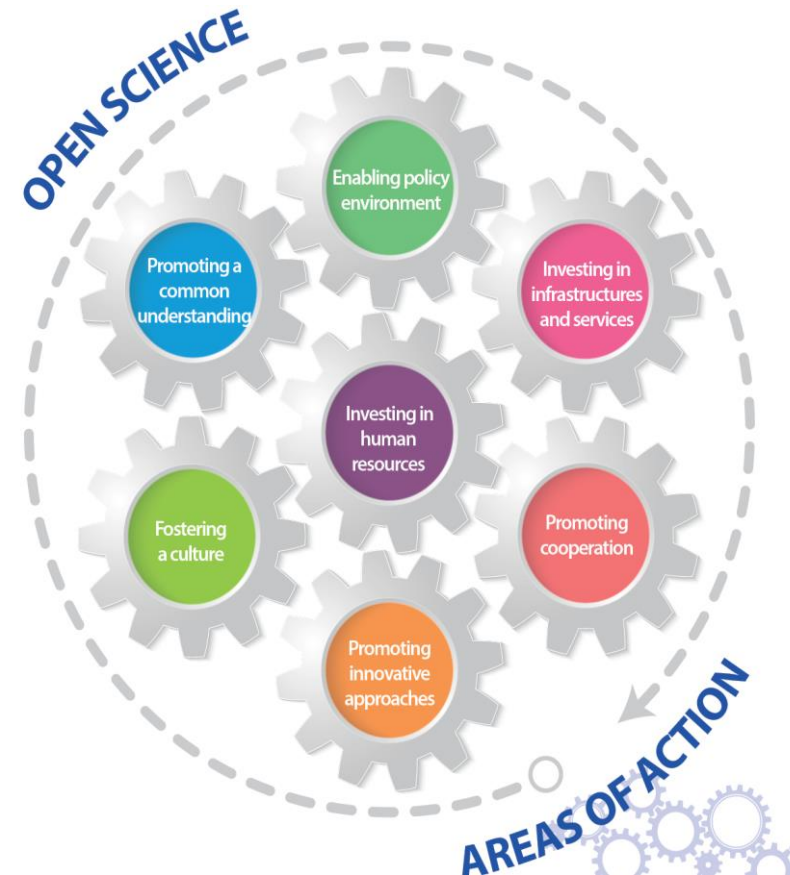 OPEN SCIENCE
Enabling policy
environment
Promoting a
common
understanding
Investing in
infrastructures
and services
Investing in
human
resources
Fostering
a culture
Promoting
cooperation
Promoting
innovative
approaches
AREAS OF ACTION